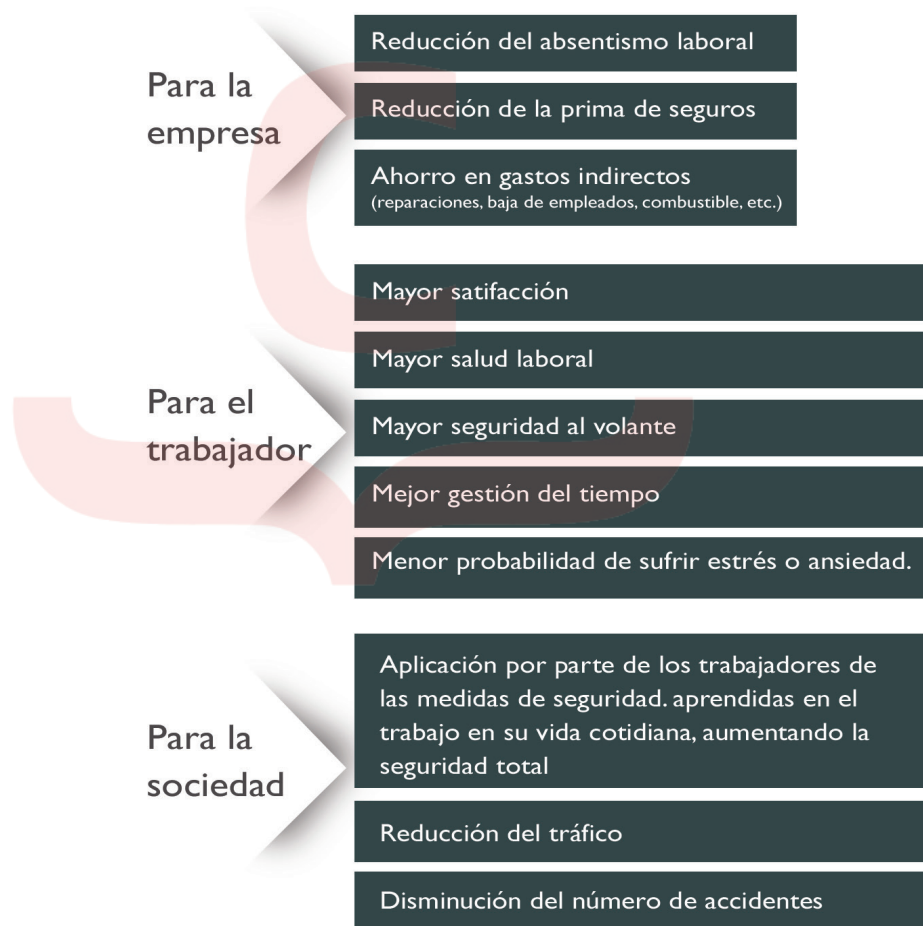 Para la
empresa
Reducción del absentismo laboral
Reducción de la prima de seguros
Ahorro en gastos indirectos
(reparaciones, baja de empleados, combustible, etc.)
Para el
trabajador
Mayor satifacción
Mayor salud laboral
Mayor seguridad al volante
Mejor gestión del tiempo
Menor probabilidad de sufrir estrés o ansiedad.
Para la
sociedad
Aplicación por parte de los trabajadores de
las medidas de seguridad. aprendidas en el
trabajo en su vida cotidiana, aumentando la
seguridad total
Reducción del tráfico
Disminución del número de accidentes